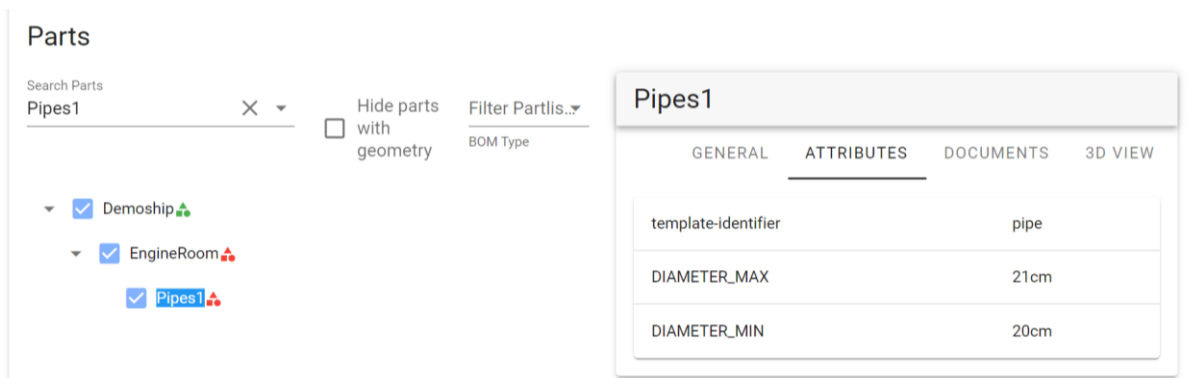 Parts
Search Parts
Pipes1
Hide parts
with
geometry
Filter Partlis...
BOM Type
Demoship
EngineRoom
Pipes1
Pipes1
GENERAL ATTRIBUTES DOCUMENTS 3D VIEW
template-identifier pipe
DIAMETER_MAX 21cm
DIAMETER_MIN 20cm